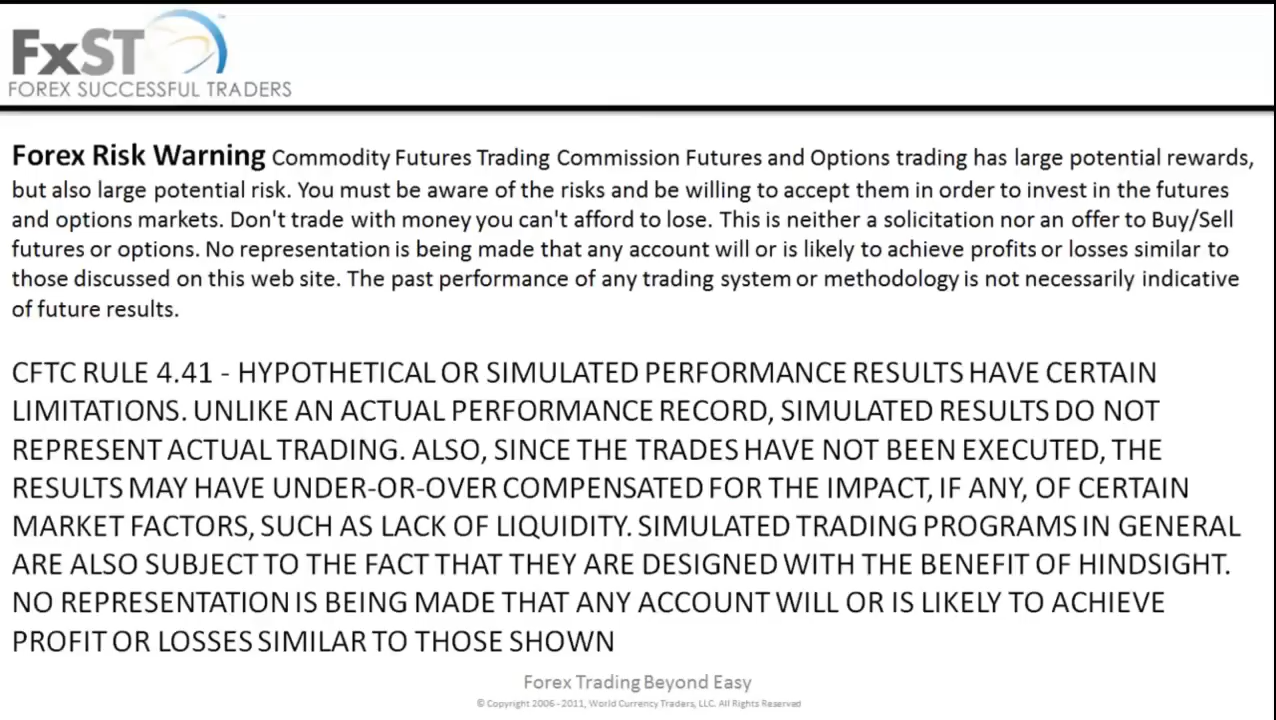 FxST™
FOREX SUCCESSFUL TRADERS
Forex Risk Warning Commodity Futures Trading Commission Futures and Options trading has large potential rewards,
but also large potential risk. You must be aware of the risks and be willing to accept them in order to invest in the futures
and options markets. Don't trade with money you can't afford to lose. This is neither a solicitation nor an offer to Buy/Sell
futures or options. No representation is being made that any account will or is likely to achieve profits or losses similar to
those discussed on this web site. The past performance of any trading system or methodology is not necessarily indicative
of future results.
CFTC RULE 4.41 - HYPOTHETICAL OR SIMULATED PERFORMANCE RESULTS HAVE CERTAIN
LIMITATIONS. UNLIKE AN ACTUAL PERFORMANCE RECORD, SIMULATED RESULTS DO NOT
REPRESENT ACTUAL TRADING. ALSO, SINCE THE TRADES HAVE NOT BEEN EXECUTED, THE
RESULTS MAY HAVE UNDER-OR-OVER COMPENSATED FOR THE IMPACT, IF ANY, OF CERTAIN
MARKET FACTORS, SUCH AS LACK OF LIQUIDITY. SIMULATED TRADING PROGRAMS IN GENERAL
ARE ALSO SUBJECT TO THE FACT THAT THEY ARE DESIGNED WITH THE BENEFIT OF HINDSIGHT.
NO REPRESENTATION IS BEING MADE THAT ANY ACCOUNT WILL OR IS LIKELY TO ACHIEVE
PROFIT OR LOSSES SIMILAR TO THOSE SHOWN
Forex Trading Beyond Easy
© Copyright 2006 - 2011, World Currency Traders, LLC. All Rights Reserved